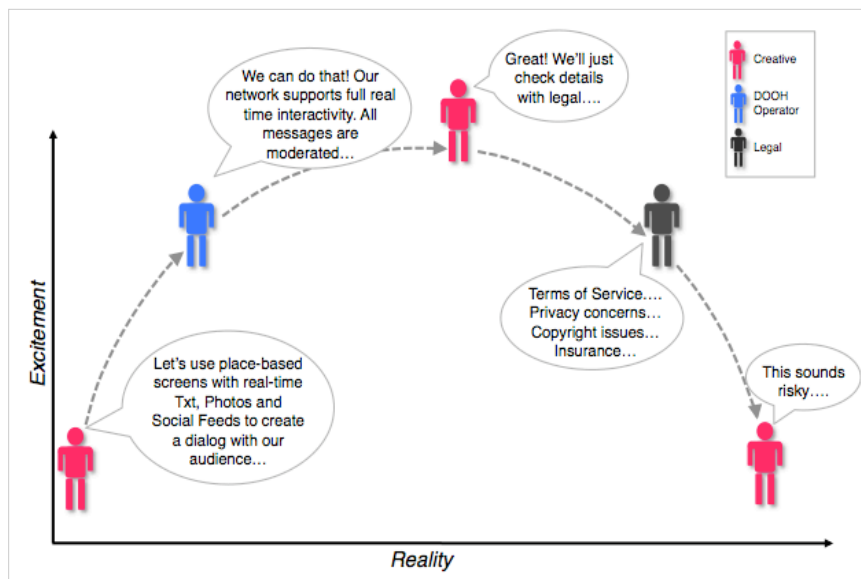 We can do that! Our
network supports full real
time interactivity. All
messages are
moderated…
Great! We'll just
check details
with legal….
Creative
DOOH
Operator
Legal
Excitement
Terms of Service….
Privacy concerns…
Copyright issues…
Insurance…
Let's use place-based
screens with real-time
Txt, Photos and
Social Feeds to create
a dialog with our
audience…
This sounds
risky….
Reality